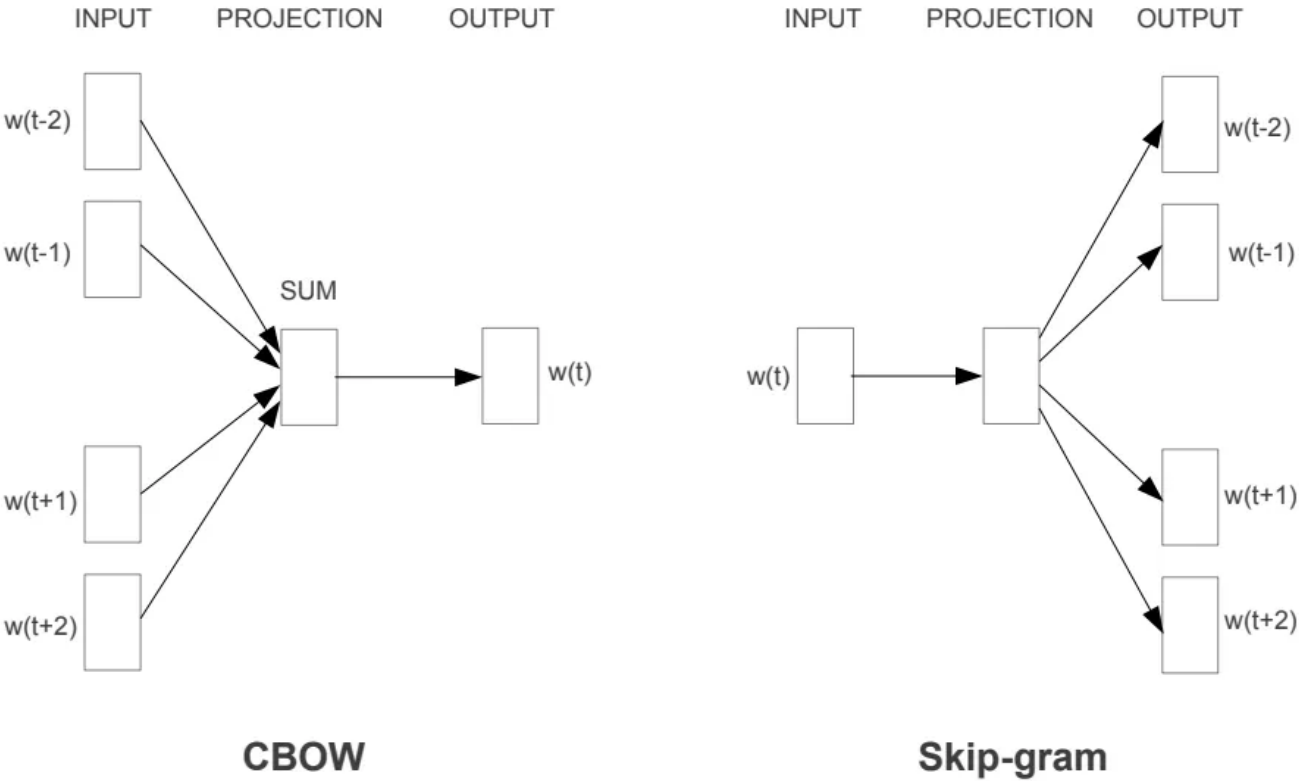 INPUT PROJECTION OUTPUT
w(t-2)
w(t-1)
SUM
w(t)
w(t+1)
w(t+2)
CBOW
INPUT PROJECTION OUTPUT
w(t-2)
w(t-1)
w(t)
w(t+1)
w(t+2)
Skip-gram